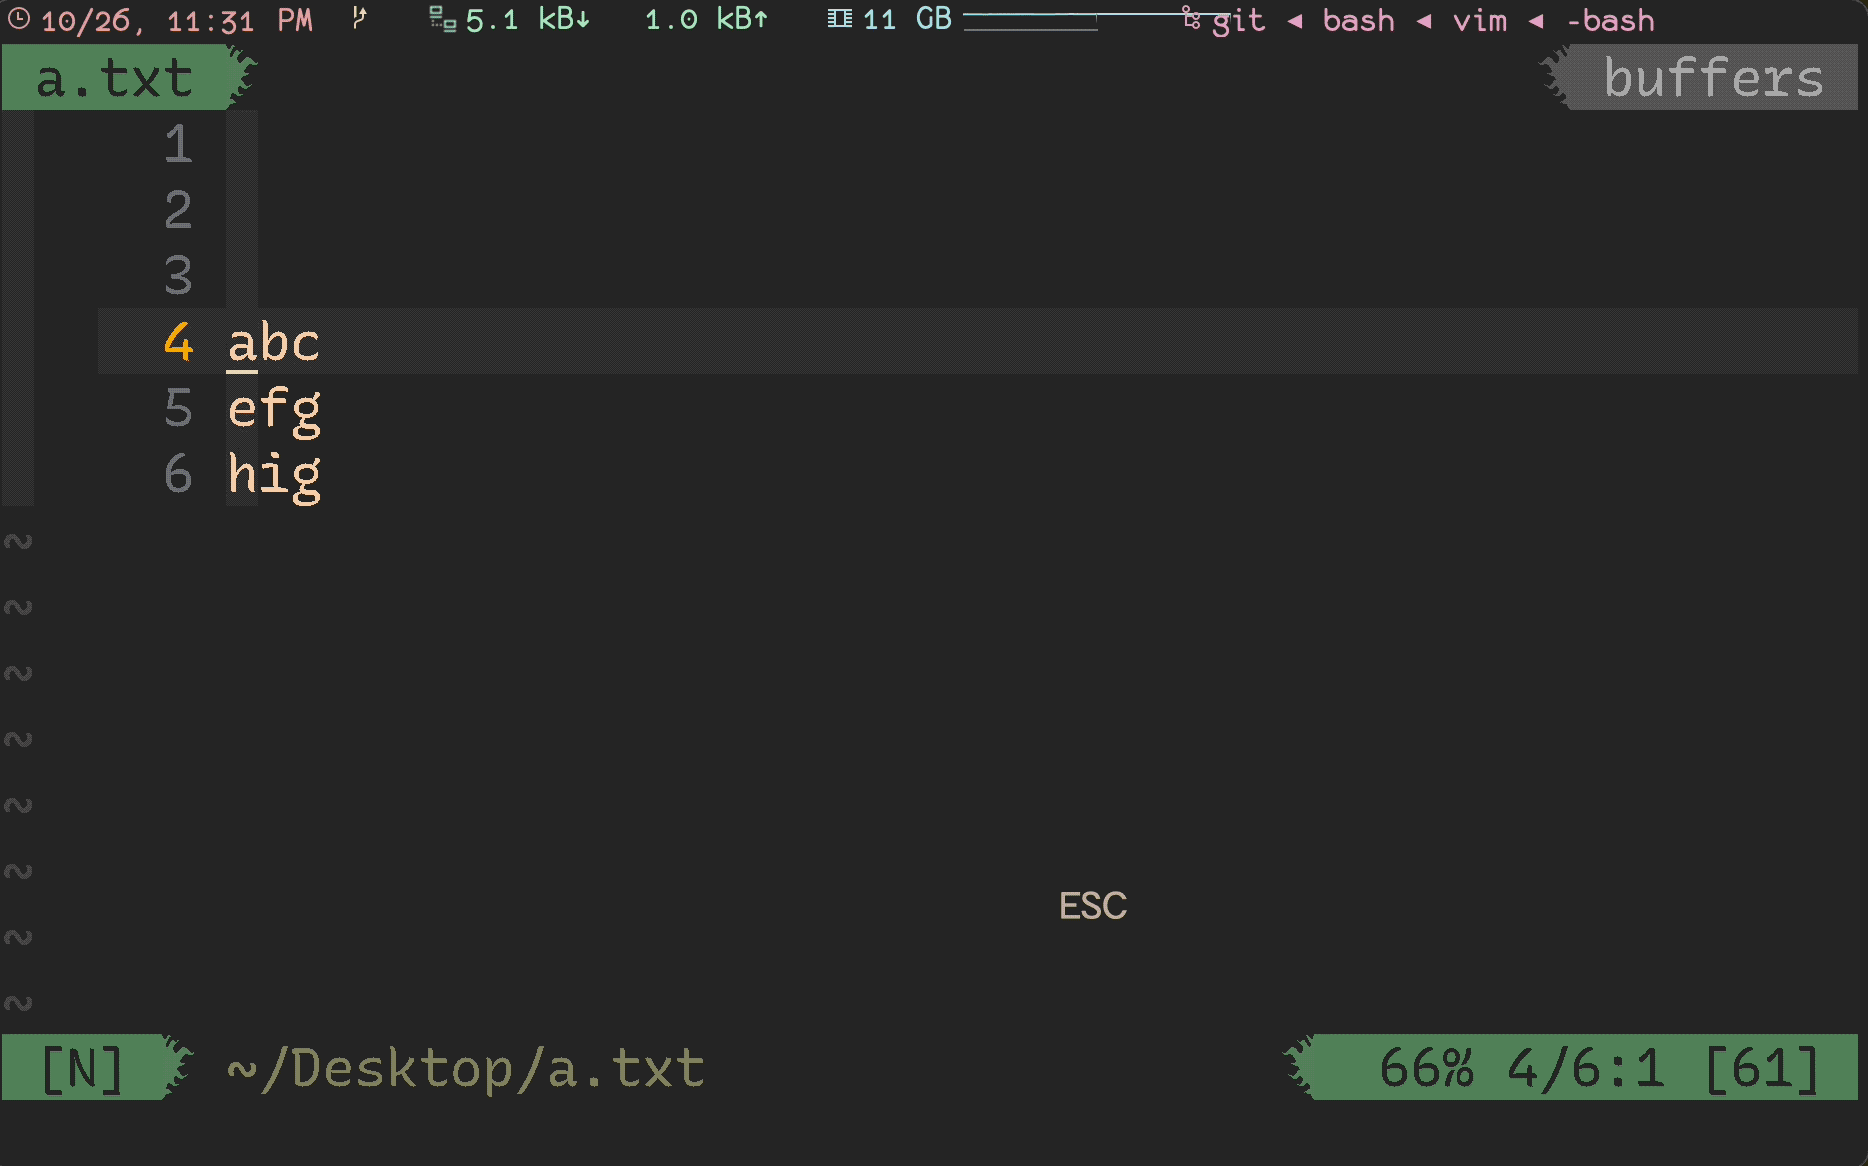 10/26, 11:31 PM 5.1 kB↓ 1.0 kB↑ 11 GB git ◄ bash ◄ vim ◄ -bash
a.txt buffers
1
2
3
4 abc
5 efg
6 hig
~
~
~
~
~
~
ESC
~
~
[N] ~/Desktop/a.txt 66% 4/6:1 [61]